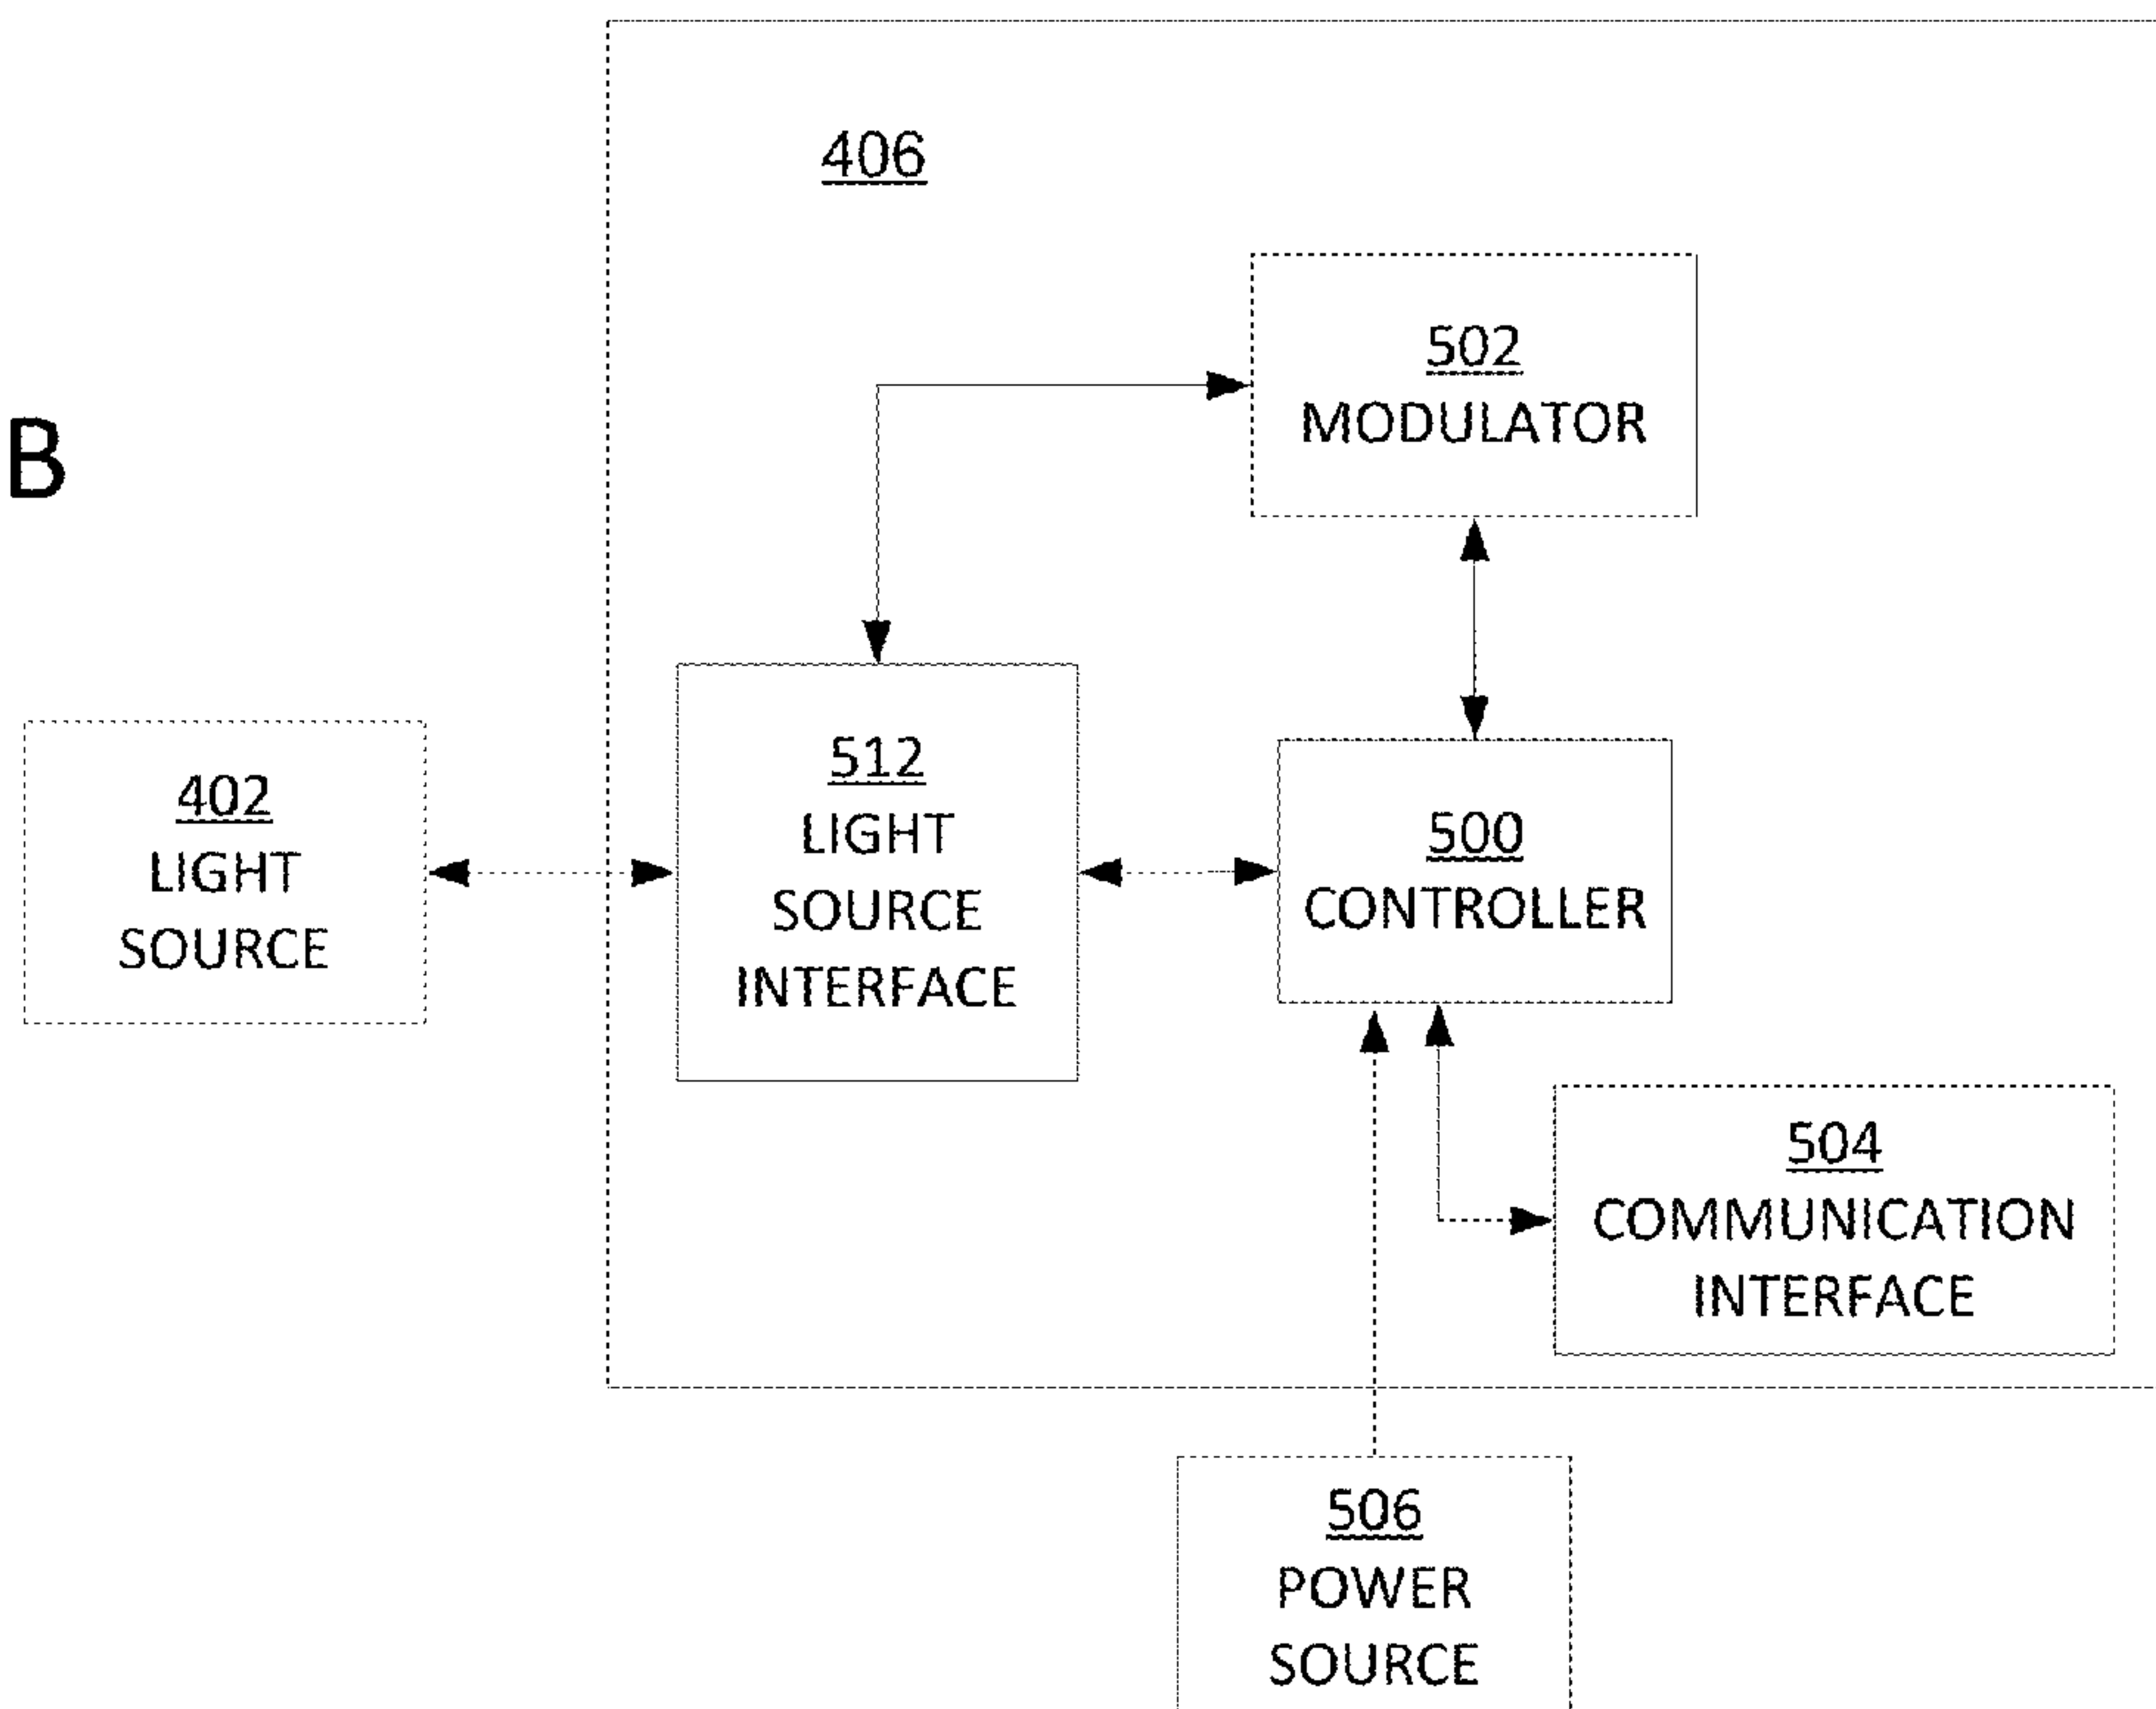 406
502
MODULATOR
B
512
LIGHT
SOURCE
INTERFACE
402
LIGHT
SOURCE
500
CONTROLLER
504
COMMUNICATION
INTERFACE
506
POWER
SOURCE